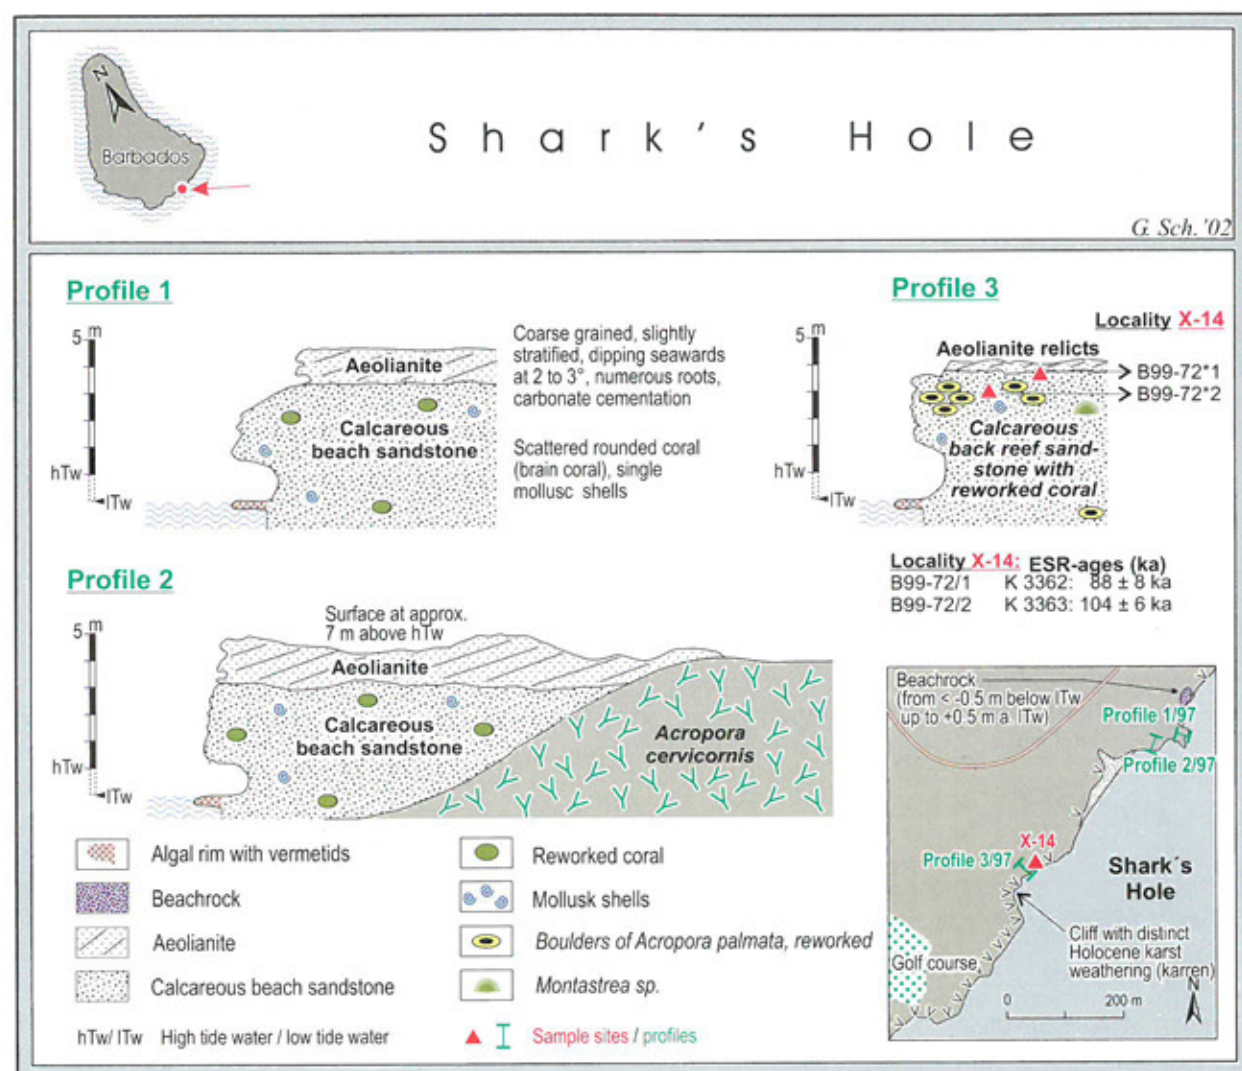 N
Barbados
Shark's Hole
G. Sch. '02
Profile 1
5 m
hTw
lTw
Aeolianite
Calcareous
beach sandstone
Coarse grained, slightly
stratified, dipping seawards
at 2 to 3°, numerous roots,
carbonate cementation
Scattered rounded coral
(brain coral), single
mollusc shells
Profile 3
5 m
hTw
lTw
Locality X-14
Aeolianite relicts
B99-72*1
B99-72*2
Calcareous
back reef sand-
stone with
reworked coral
Locality X-14: ESR-ages (ka)
B99-72/1 K 3362: 88 ± 8 ka
B99-72/2 K 3363: 104 ± 6 ka
Profile 2
5 m
hTw
lTw
Surface at approx.
7 m above hTw
Aeolianite
Calcareous
beach sandstone
Acropora
cervicornis
Beachrock
(from < -0.5 m below lTw
up to +0.5 m a. lTw)
Profile 1/97
Profile 2/97
X-14
Profile 3/97
Shark´s
Hole
Cliff with distinct
Holocene karst
weathering (karren)
Golf course
0 200 m
N
Algal rim with vermetids
Beachrock
Aeolianite
Calcareous beach sandstone
hTw/ lTw High tide water / low tide water
Reworked coral
Mollusk shells
Boulders of Acropora palmata, reworked
Montastrea sp.
Sample sites / profiles